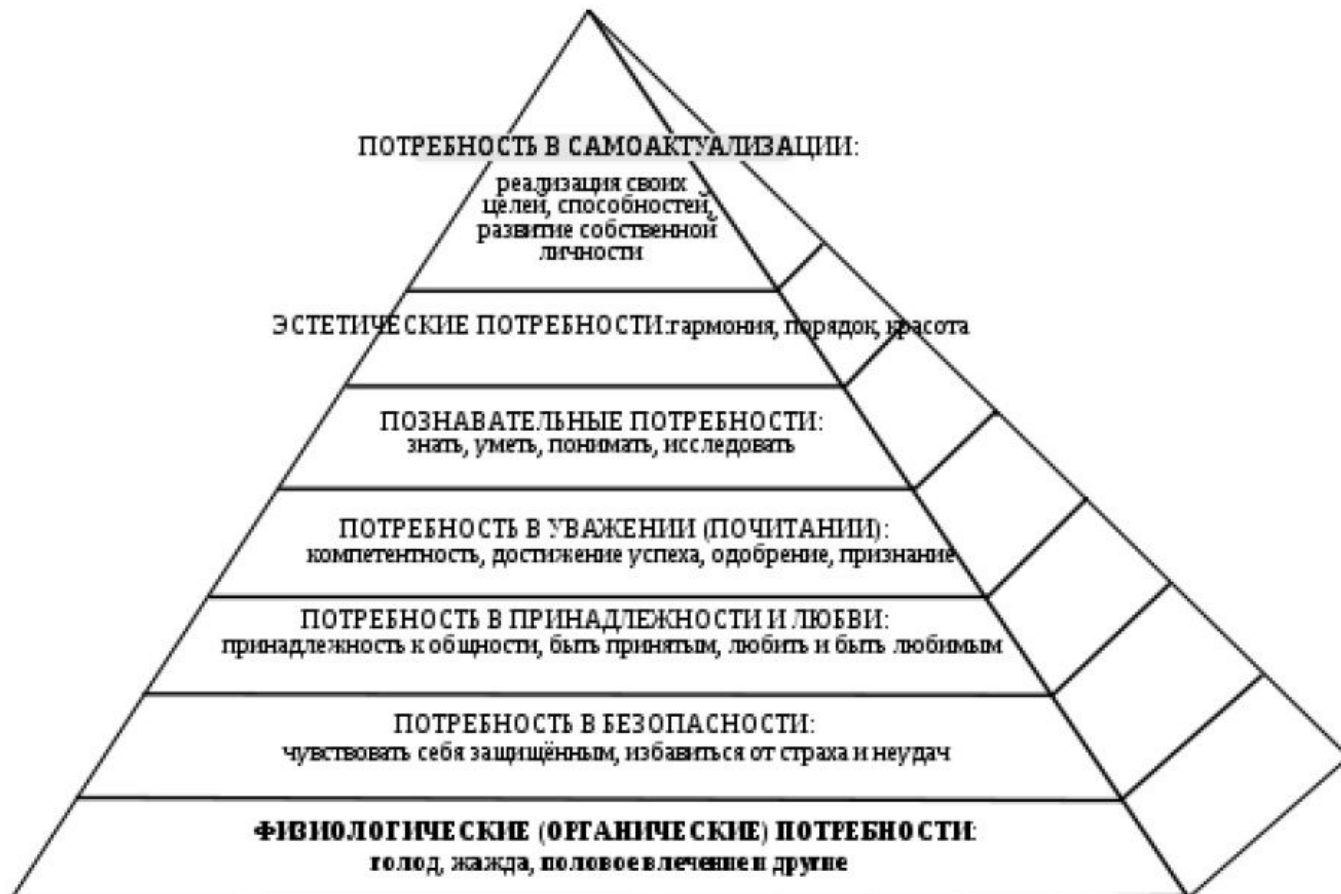 ПОТРЕБНОСТЬ В САМОАКТУАЛИЗАЦИИ:
реализация своих
целей, способностей,
развитие собственной
личности
ЭСТЕТИЧЕСКИЕ ПОТРЕБНОСТИ:гармония, порядок, красота
ПОЗНАВАТЕЛЬНЫЕ ПОТРЕБНОСТИ:
знать, уметь, понимать, исследовать
ПОТРЕБНОСТЬ В УВАЖЕНИИ (ПОЧИТАНИИ):
компетентность, достижение успеха, одобрение, признание
ПОТРЕБНОСТЬ В ПРИНАДЛЕЖНОСТИ И ЛЮБВИ:
принадлежность к общности, быть принятым, любить и быть любимым
ПОТРЕБНОСТЬ В БЕЗОПАСНОСТИ:
чувствовать себя защищённым, избавиться от страха и неудач
ФИЗИОЛОГИЧЕСКИЕ (ОРГАНИЧЕСКИЕ) ПОТРЕБНОСТИ:
голод, жажда, половое влечение и другие